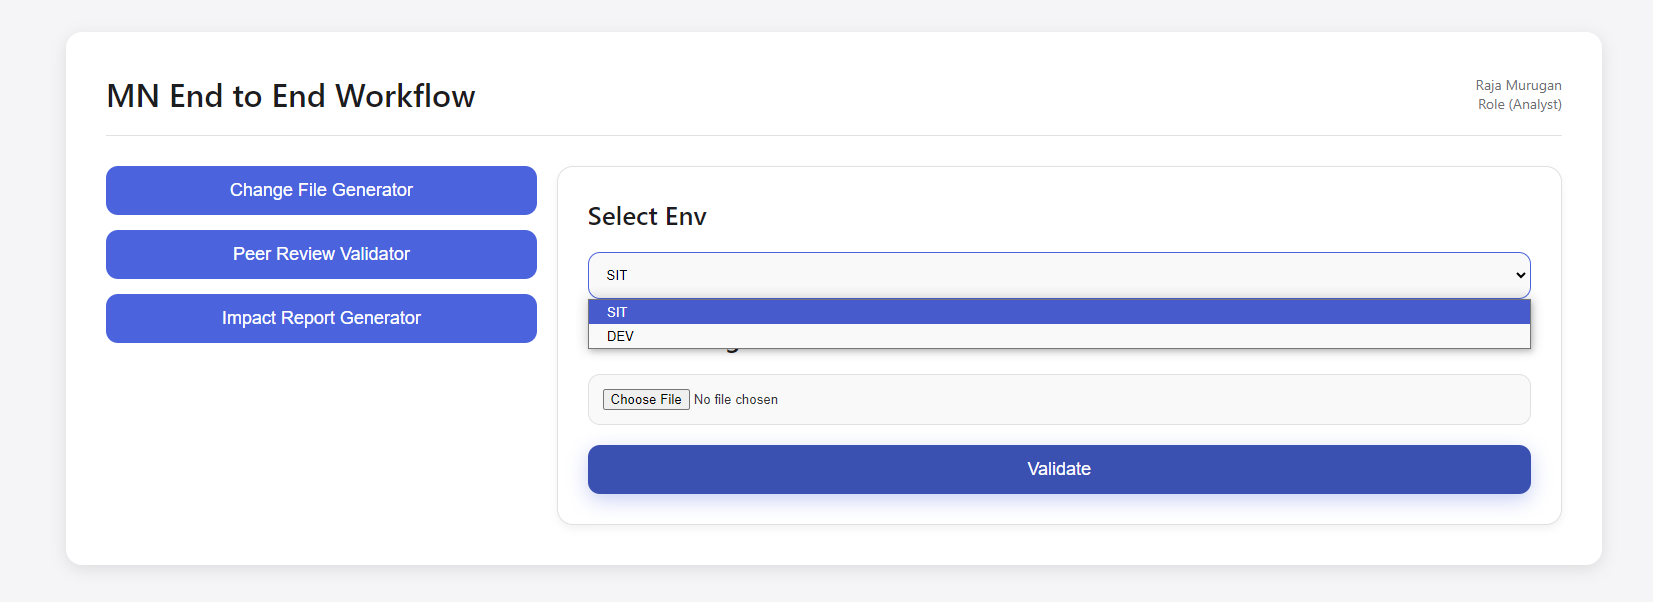 MN End to End Workflow
Raja Murugan
Role (Analyst)
Change File Generator
Peer Review Validator
Impact Report Generator
Select Env
SIT
SIT
DEV
Choose File No file chosen
Validate